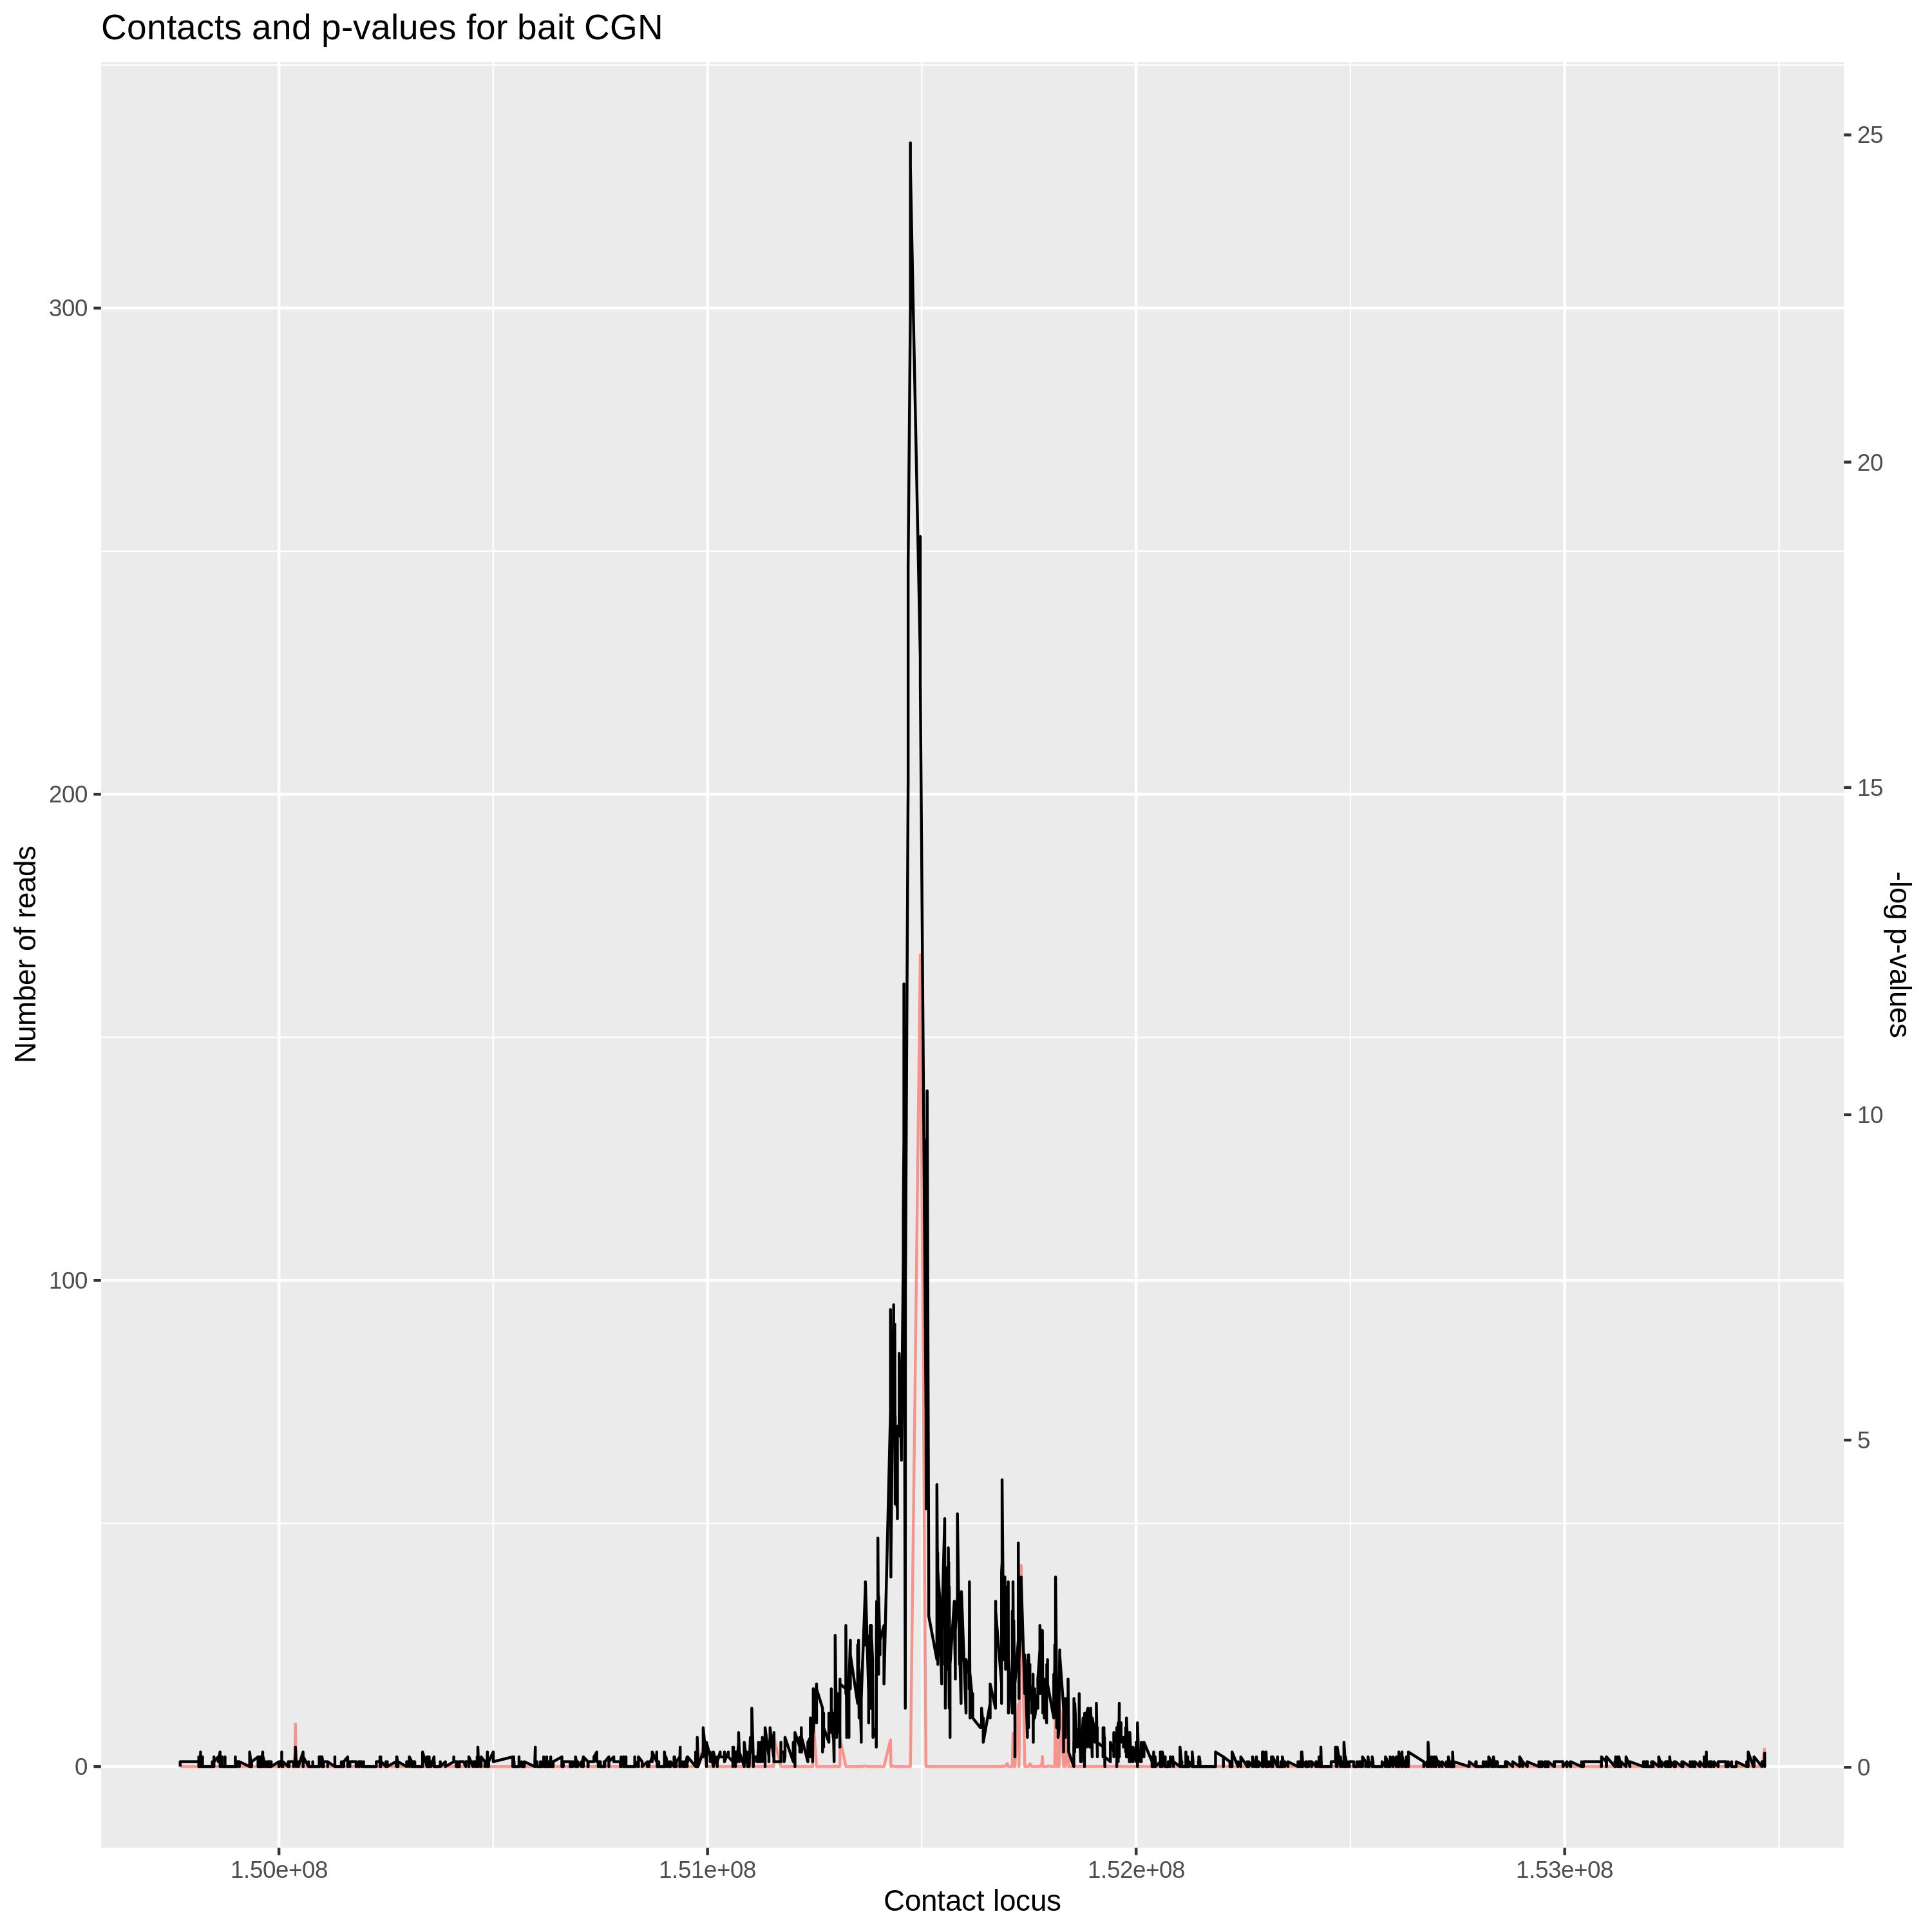 Contacts and p-values for bait CGN
300
200
100
0
Number of reads
25
20
15
10
5
0
-log p-values
1.50e+08
1.51e+08
1.52e+08
1.53e+08
Contact locus